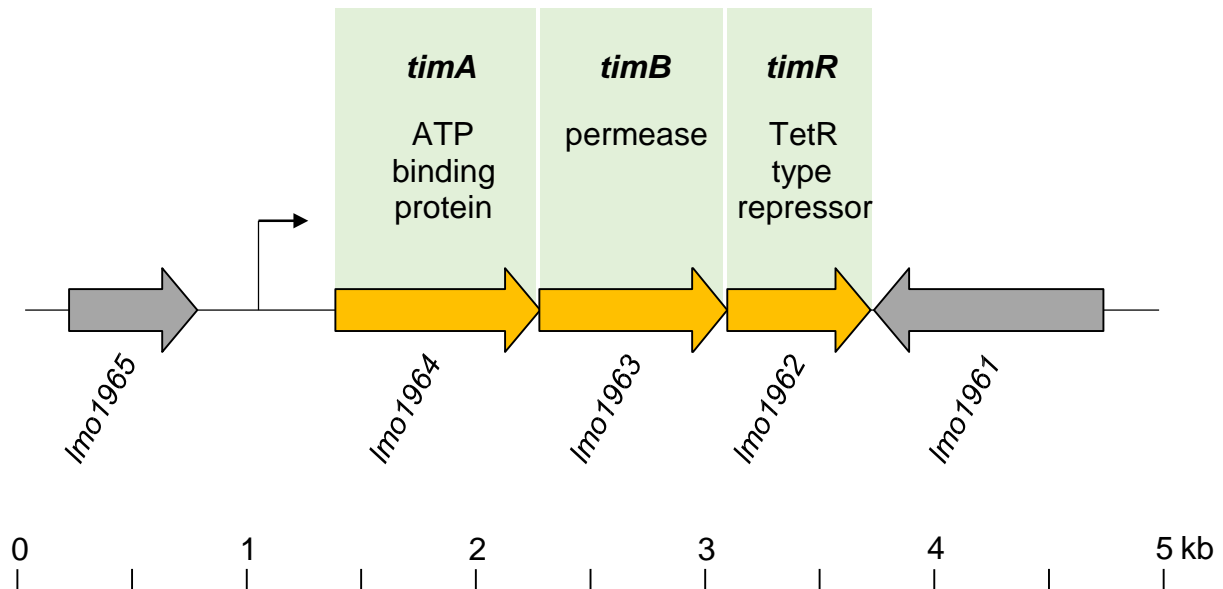 timA timB timR
ATP
binding
protein
permease
TetR
type
repressor
lmo1965
lmo1964
lmo1963
lmo1962
lmo1961
0 1 2 3 4 5 kb